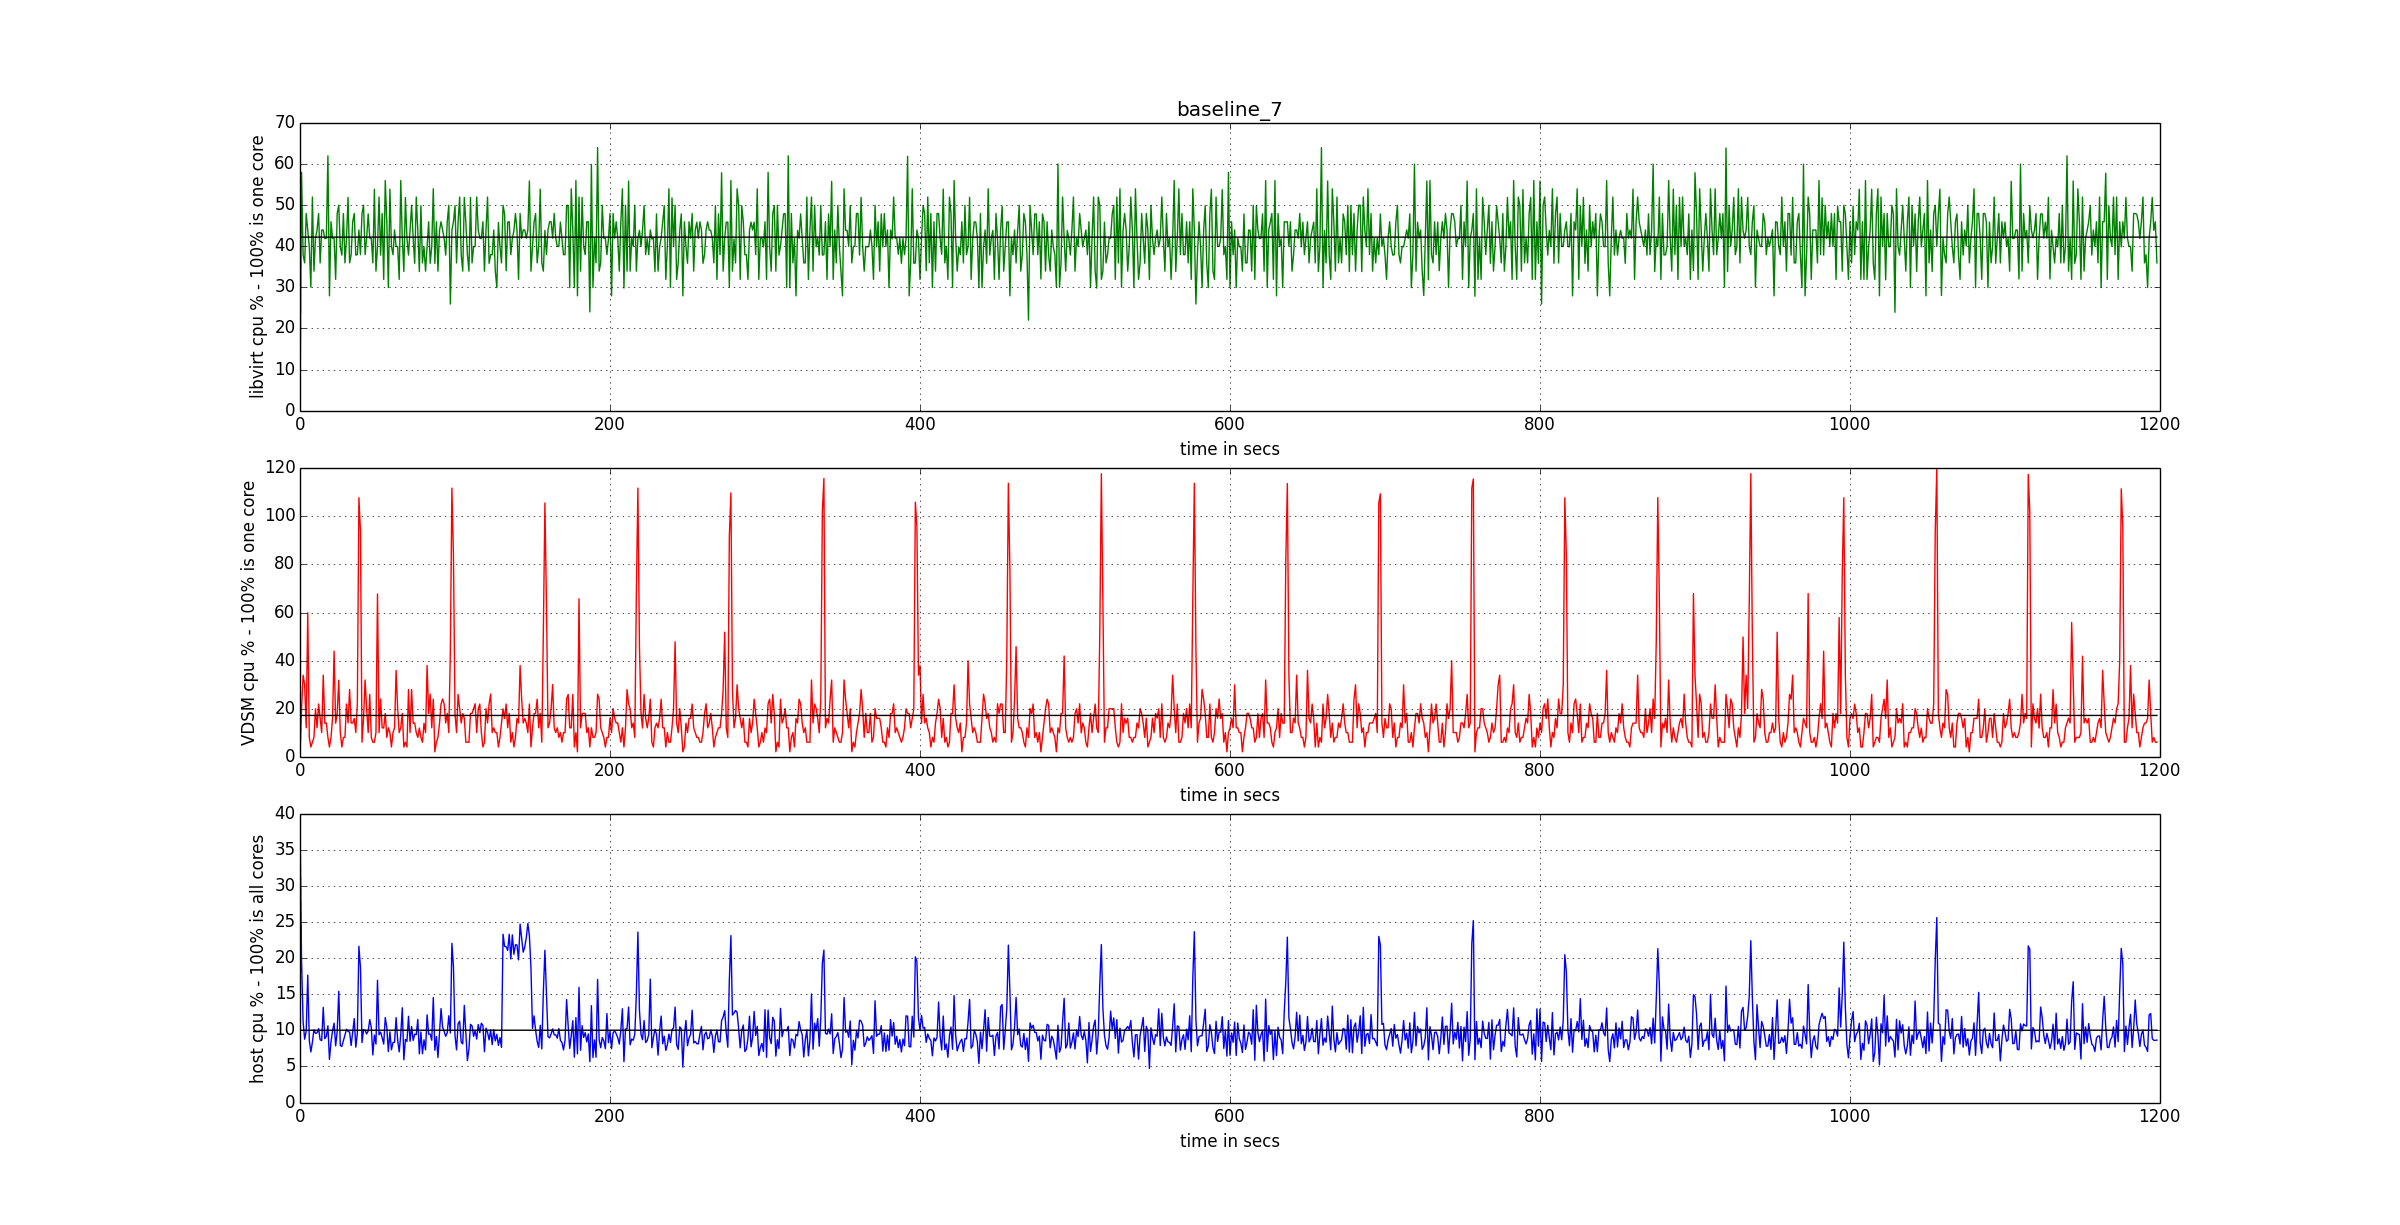 baseline_7
70
60
50
40
30
20
10
0
libvirt cpu % - 100% is one core
0 200 400 600 800 1000 1200
time in secs
120
100
80
60
40
20
0
VDSM cpu % - 100% is one core
0 200 400 600 800 1000 1200
time in secs
40
35
30
25
20
15
10
5
0
host cpu % - 100% is all cores
0 200 400 600 800 1000 1200
time in secs